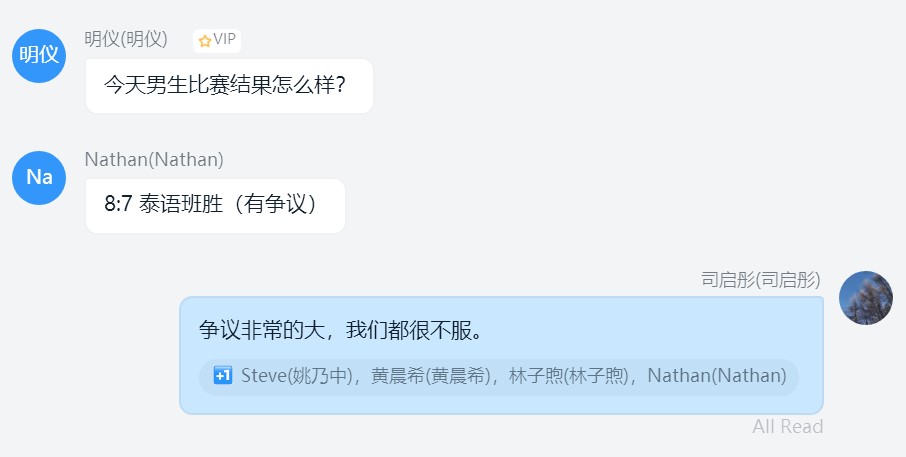 明仪
明仪(明仪) VIP
今天男生比赛结果怎么样?
Na
Nathan(Nathan)
8:7 泰语班胜（有争议）
司启彤(司启彤)
争议非常的大，我们都很不服。
+1 Steve(姚乃中)，黄晨希(黄晨希)，林子煦(林子煦)，Nathan(Nathan)
All Read